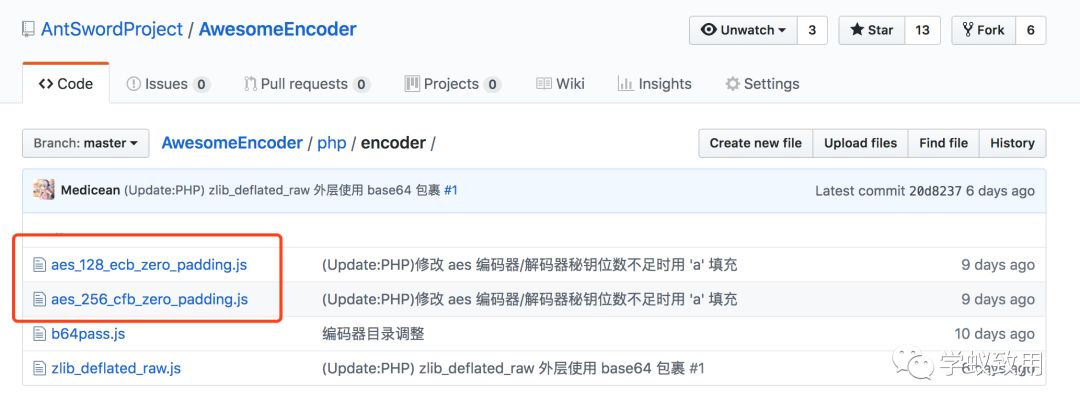 AntSwordProject / AwesomeEncoder Unwatch 3 Star 13 Fork 6
Code Issues 0 Pull requests 0 Projects 0 Wiki Insights Settings
Branch: master AwesomeEncoder / php / encoder / Create new file Upload files Find file History
Medicean (Update:PHP) zlib_deflated_raw 外层使用 base64 包裹 #1 Latest commit 20d8237 6 days ago
..
aes_128_ecb_zero_padding.js (Update:PHP)修改 aes 编码器/解码器秘钥位数不足时用 'a' 填充 9 days ago
aes_256_cfb_zero_padding.js (Update:PHP)修改 aes 编码器/解码器秘钥位数不足时用 'a' 填充 9 days ago
b64pass.js 编码器目录调整 10 days ago
zlib_deflated_raw.js (Update:PHP) zlib_deflated_raw 外层使用 base64 包裹 #1 6 days ago
学蚁致用